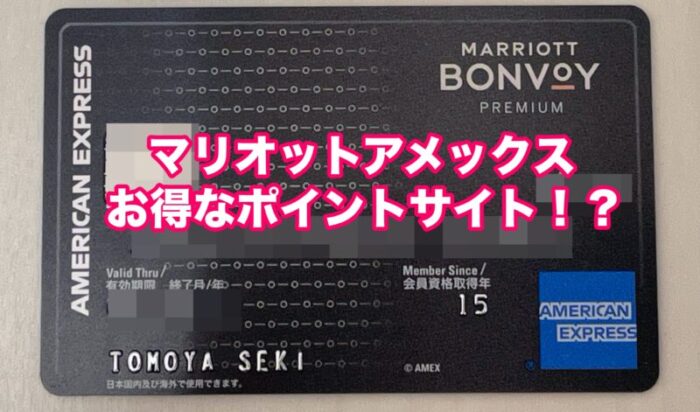 AMERICAN EXPRESS
MARRIOTT
BONVOY
PREMIUM
マリオットアメックス
お得なポイントサイト！？
Valid Thru/
有効期限 終了月/年
Member Since/
会員資格取得年
15
AMERICAN
EXPRESS
TOMOYA SEKI
© AMEX
日本国内及び海外で使用できます。